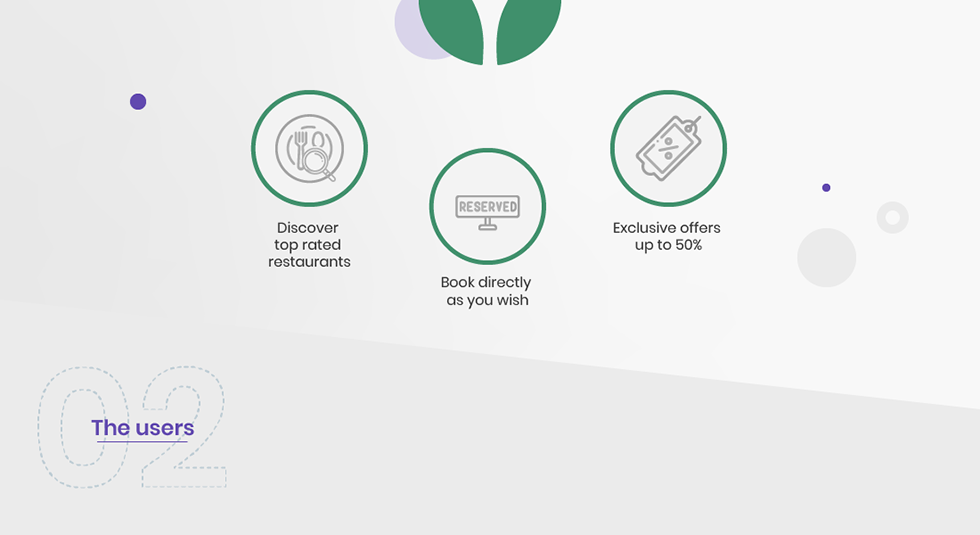 Discover
top rated
restaurants
RESERVED
Book directly
as you wish
Exclusive offers
up to 50%
02
The users